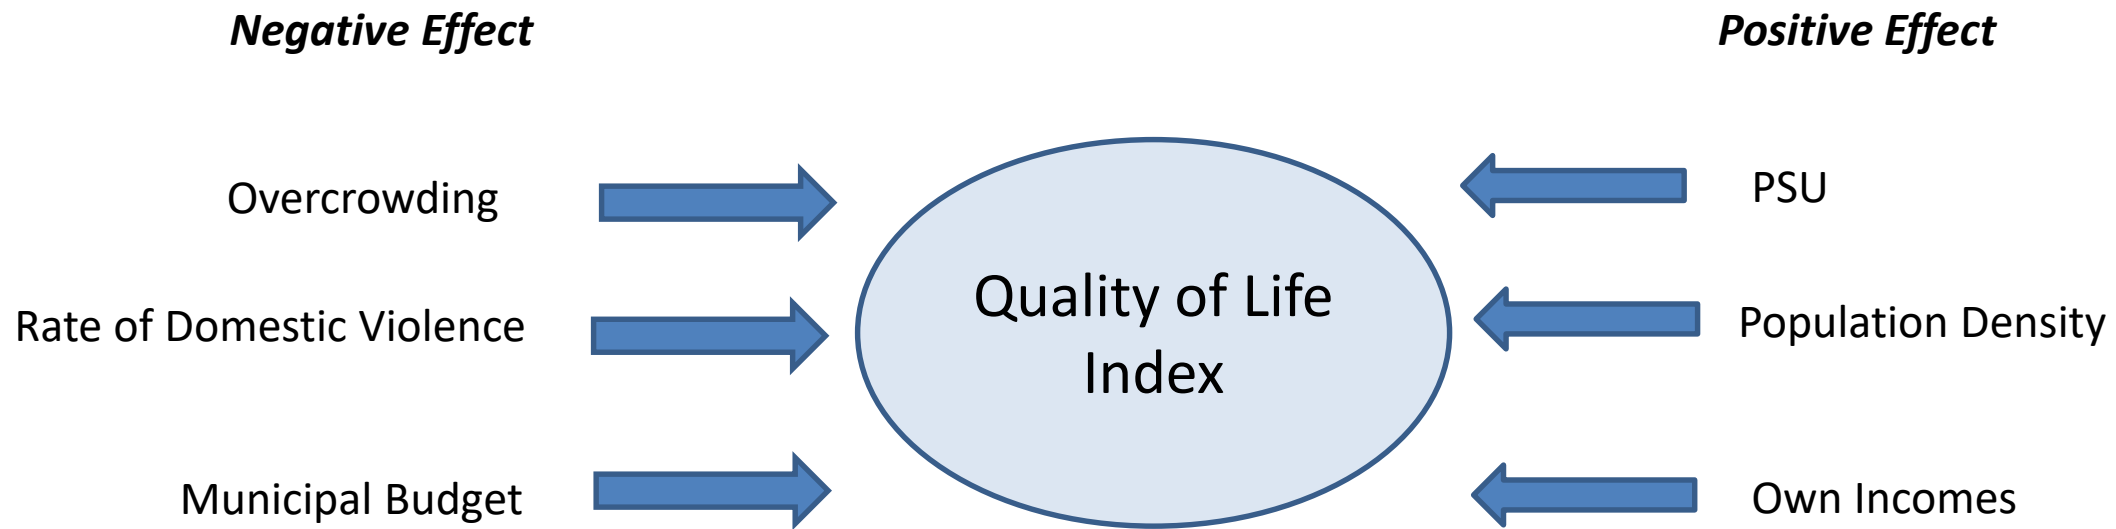 Negative Effect
Positive Effect
Overcrowding
PSU
Rate of Domestic Violence
Quality of Life
Index
Population Density
Municipal Budget
Own Incomes